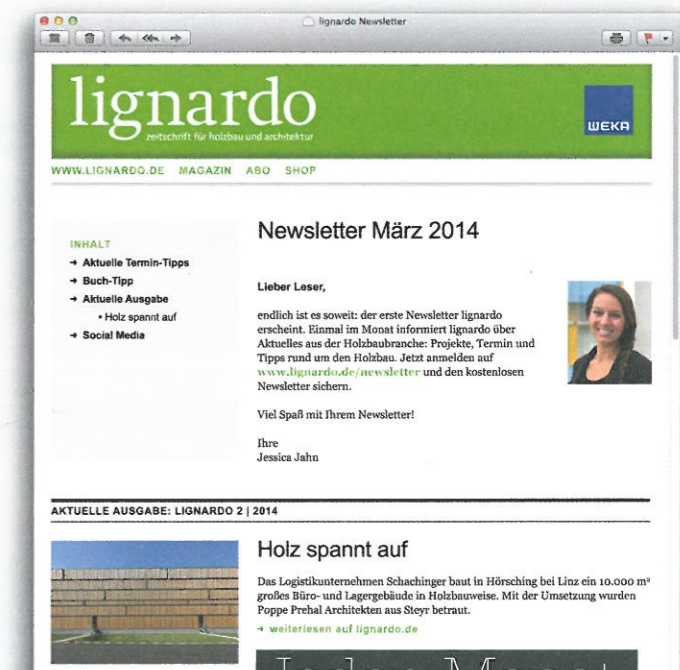 lignardo Newsletter
lignardo
zeitschrift für holzbau und architektur
WEKA
WWW.LIGNARDO.DE MAGAZIN ABO SHOP
INHALT
→ Aktuelle Termin-Tipps
→ Buch-Tipp
→ Aktuelle Ausgabe
• Holz spannt auf
→ Social Media
Newsletter März 2014
Lieber Leser,
endlich ist es soweit: der erste Newsletter lignardo
erscheint. Einmal im Monat informiert lignardo über
Aktuelles aus der Holzbaubranche: Projekte, Termin und
Tipps rund um den Holzbau. Jetzt anmelden auf
www.lignardo.de/newsletter und den kostenlosen
Newsletter sichern.
Viel Spaß mit Ihrem Newsletter!
Ihre
Jessica Jahn
AKTUELLE AUSGABE: LIGNARDO 2 | 2014
Holz spannt auf
Das Logistikunternehmen Schachinger baut in Hörsching bei Linz ein 10.000 m²
großes Büro- und Lagergebäude in Holzbauweise. Mit der Umsetzung wurden
Poppe Prehal Architekten aus Steyr betraut.
→ weiterlesen auf lignardo.de